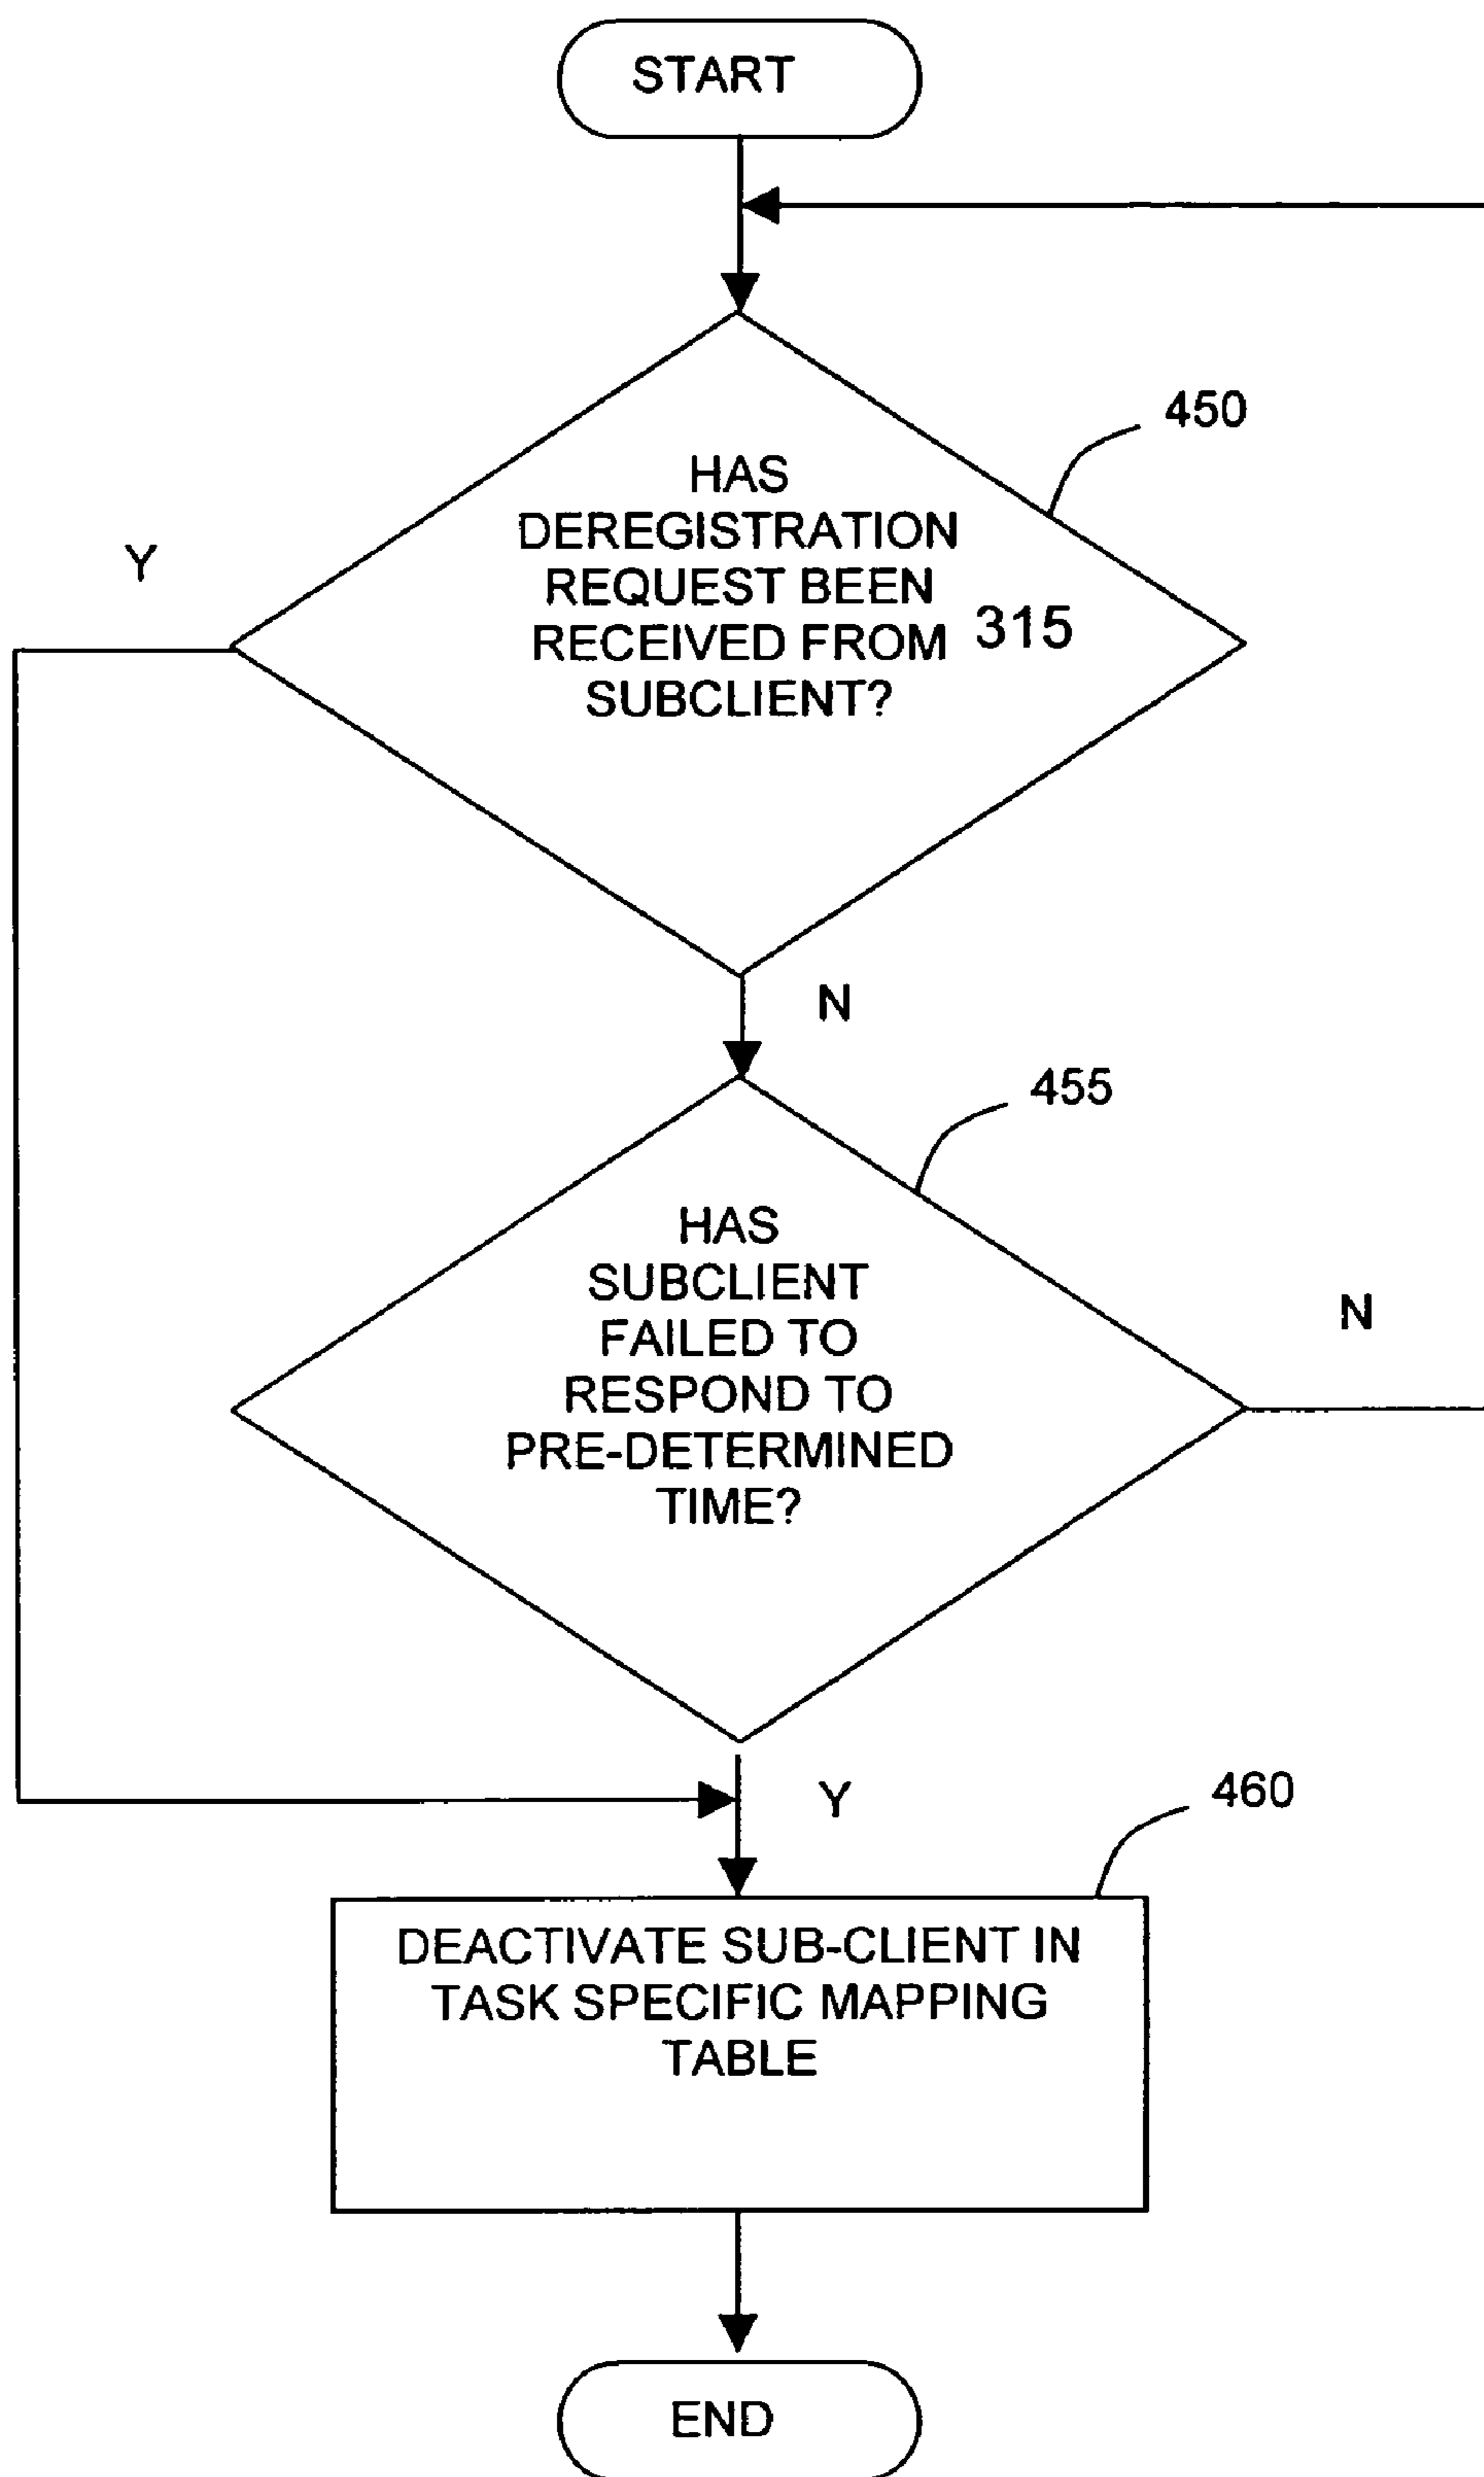 START
450
HAS
DEREGISTRATION
REQUEST BEEN
RECEIVED FROM 315
SUBCLIENT?
Y
N
455
HAS
SUBCLIENT
FAILED TO
RESPOND TO
PRE-DETERMINED
TIME?
N
Y
460
DEACTIVATE SUB-CLIENT IN
TASK SPECIFIC MAPPING
TABLE
END